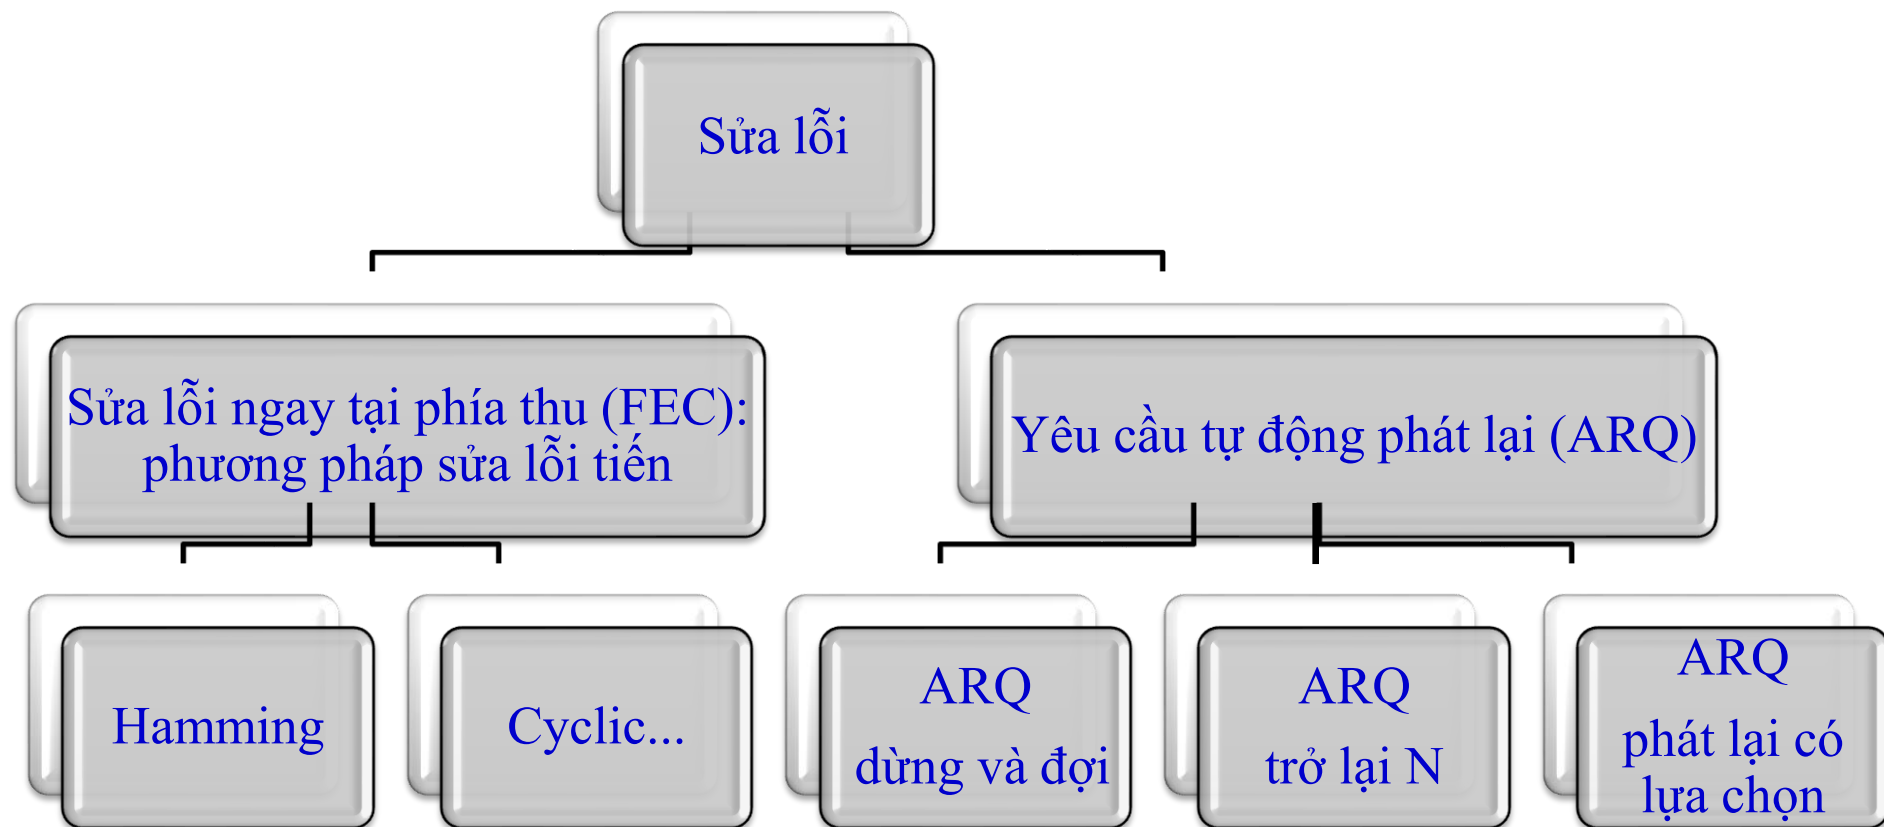 Sửa lỗi
Sửa lỗi ngay tại phía thu (FEC):
phương pháp sửa lỗi tiến
Yêu cầu tự động phát lại (ARQ)
Hamming
Cyclic...
ARQ
dừng và đợi
ARQ
trở lại N
ARQ
phát lại có
lựa chọn